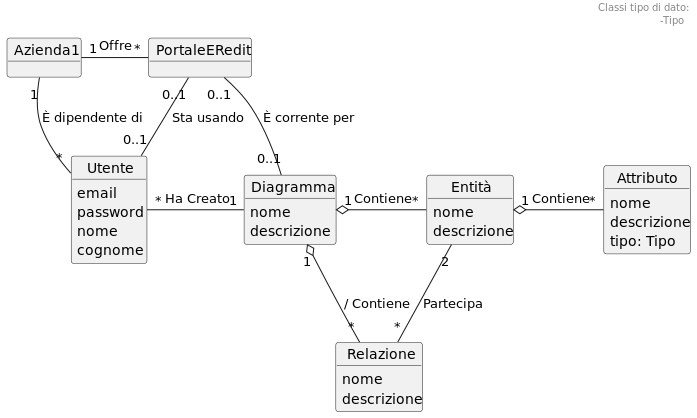 Classi tipo di dato:
-Tipo
Azienda1
1 Offre *
PortaleERedit
1
È dipendente di
*
0..1
Sta usando
0..1
0..1
È corrente per
0..1
Utente
email
password
nome
cognome
* Ha Creato 1
Diagramma
nome
descrizione
1 Contiene *
Entità
nome
descrizione
1 Contiene *
Attributo
nome
descrizione
tipo: Tipo
1
/ Contiene
*
2
Partecipa
*
Relazione
nome
descrizione